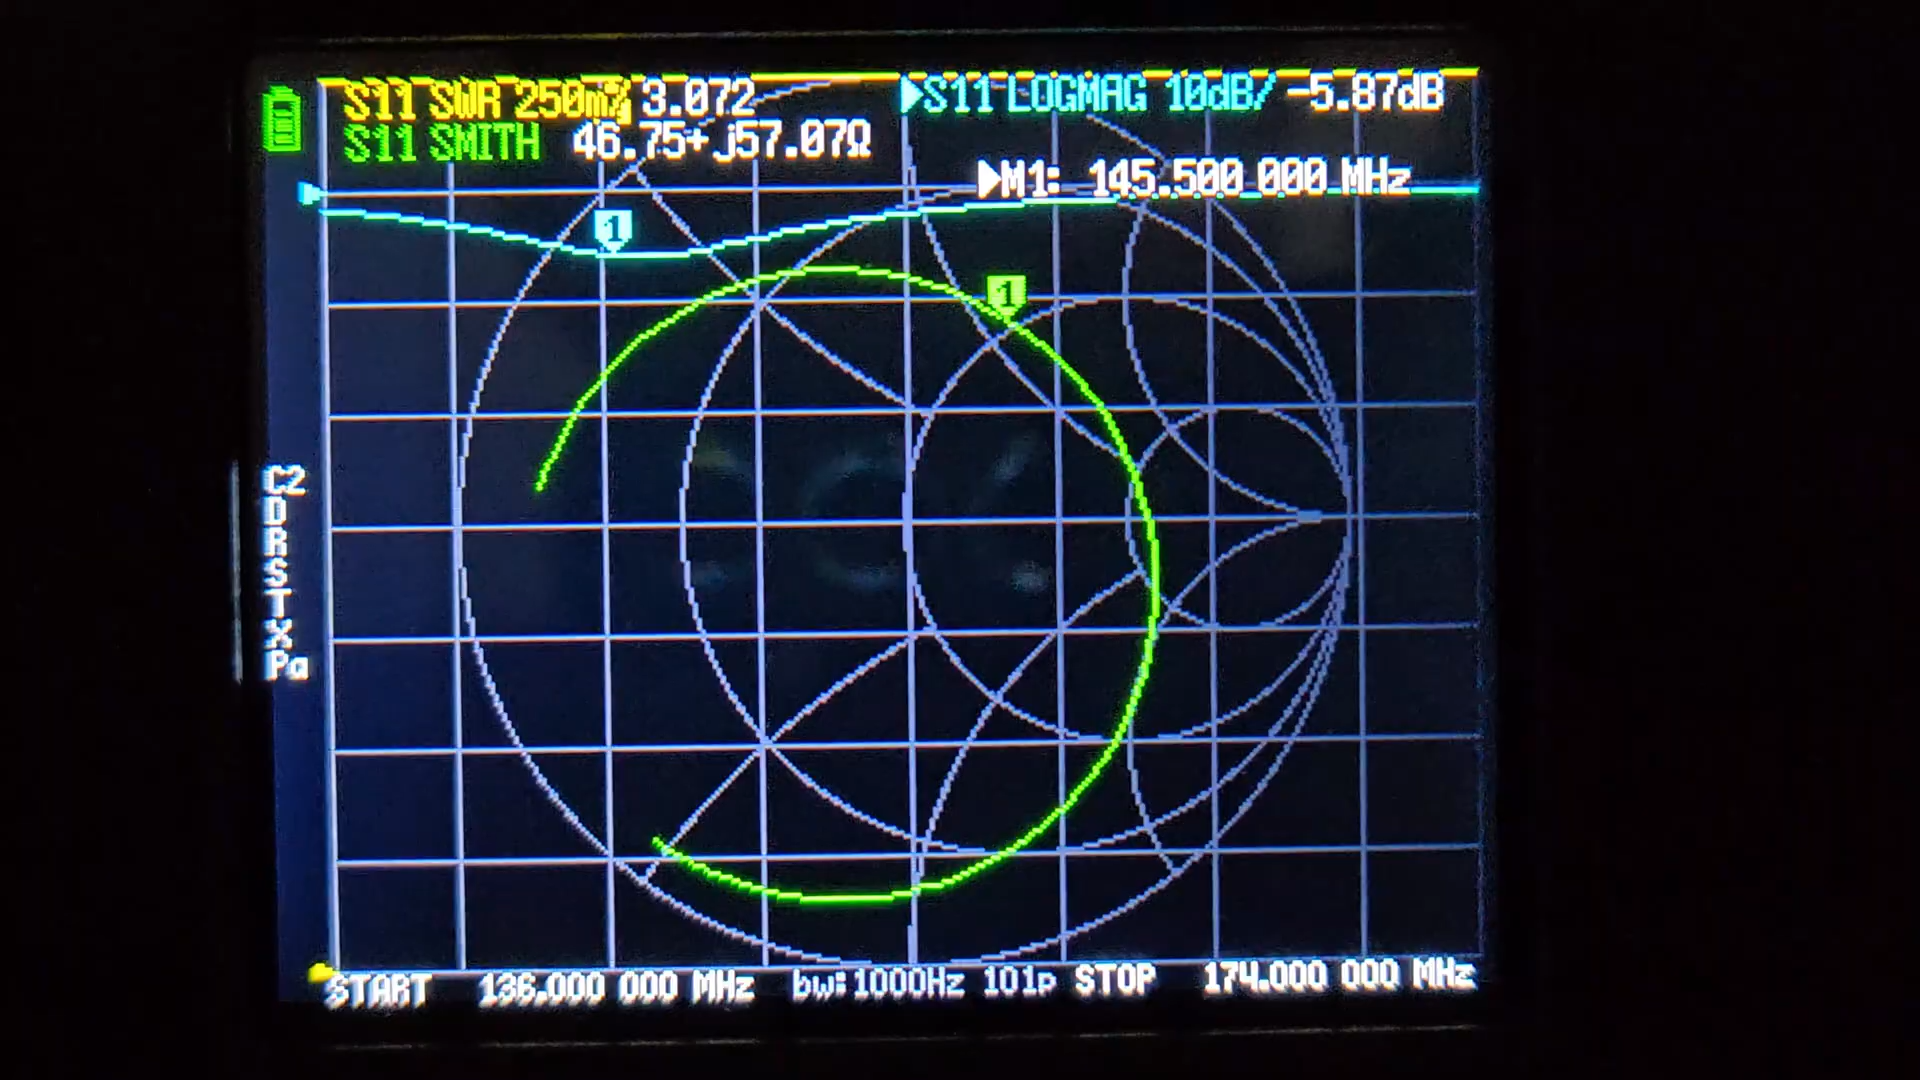 S11 SWR 250m/ 3.072
S11 LOGMAG 10dB/ -5.87dB
S11 SMITH 46.75+j57.07Ω
M1: 145.500 000 MHz
1
1
C2
D
R
S
T
X
Pa
START 136.000 000 MHz bw:1000Hz 101p STOP 174.000 000 MHz